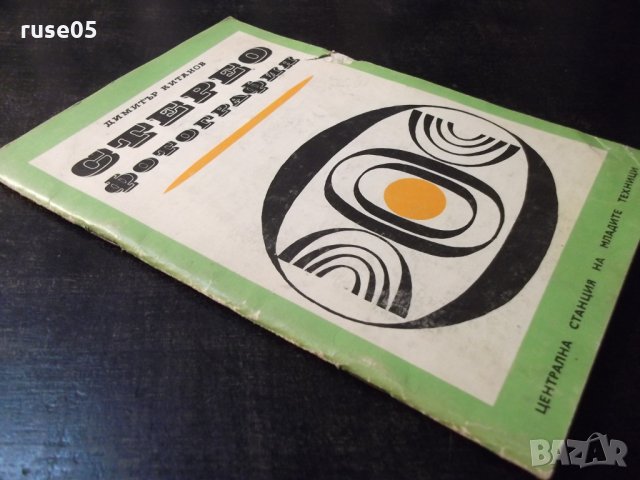 ruse05
ДИМИТЪР КИТАНОВ
СТЕРЕО
ФОТОГРАФИЯ
ЦЕНТРАЛНА СТАНЦИЯ НА МЛАДИТЕ ТЕХНИЦИ
BAZAR